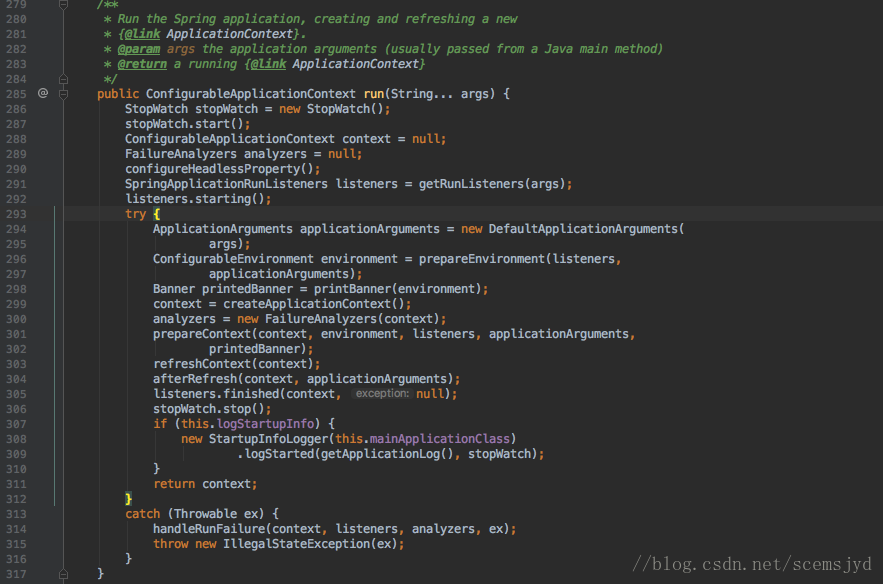 279 /**
280 * Run the Spring application, creating and refreshing a new
281 * {@link ApplicationContext}.
282 * @param args the application arguments (usually passed from a Java main method)
283 * @return a running {@link ApplicationContext}
284 */
285 @ public ConfigurableApplicationContext run(String... args) {
286 StopWatch stopWatch = new StopWatch();
287 stopWatch.start();
288 ConfigurableApplicationContext context = null;
289 FailureAnalyzers analyzers = null;
290 configureHeadlessProperty();
291 SpringApplicationRunListeners listeners = getRunListeners(args);
292 listeners.starting();
293 try {
294 ApplicationArguments applicationArguments = new DefaultApplicationArguments(
295 args);
296 ConfigurableEnvironment environment = prepareEnvironment(listeners,
297 applicationArguments);
298 Banner printedBanner = printBanner(environment);
299 context = createApplicationContext();
300 analyzers = new FailureAnalyzers(context);
301 prepareContext(context, environment, listeners, applicationArguments,
302 printedBanner);
303 refreshContext(context);
304 afterRefresh(context, applicationArguments);
305 listeners.finished(context, exception: null);
306 stopWatch.stop();
307 if (this.logStartupInfo) {
308 new StartupInfoLogger(this.mainApplicationClass)
309 .logStarted(getApplicationLog(), stopWatch);
310 }
311 return context;
312 }
313 catch (Throwable ex) {
314 handleRunFailure(context, listeners, analyzers, ex);
315 throw new IllegalStateException(ex);
316 }
317 }
//blog.csdn.net/scemsjyd